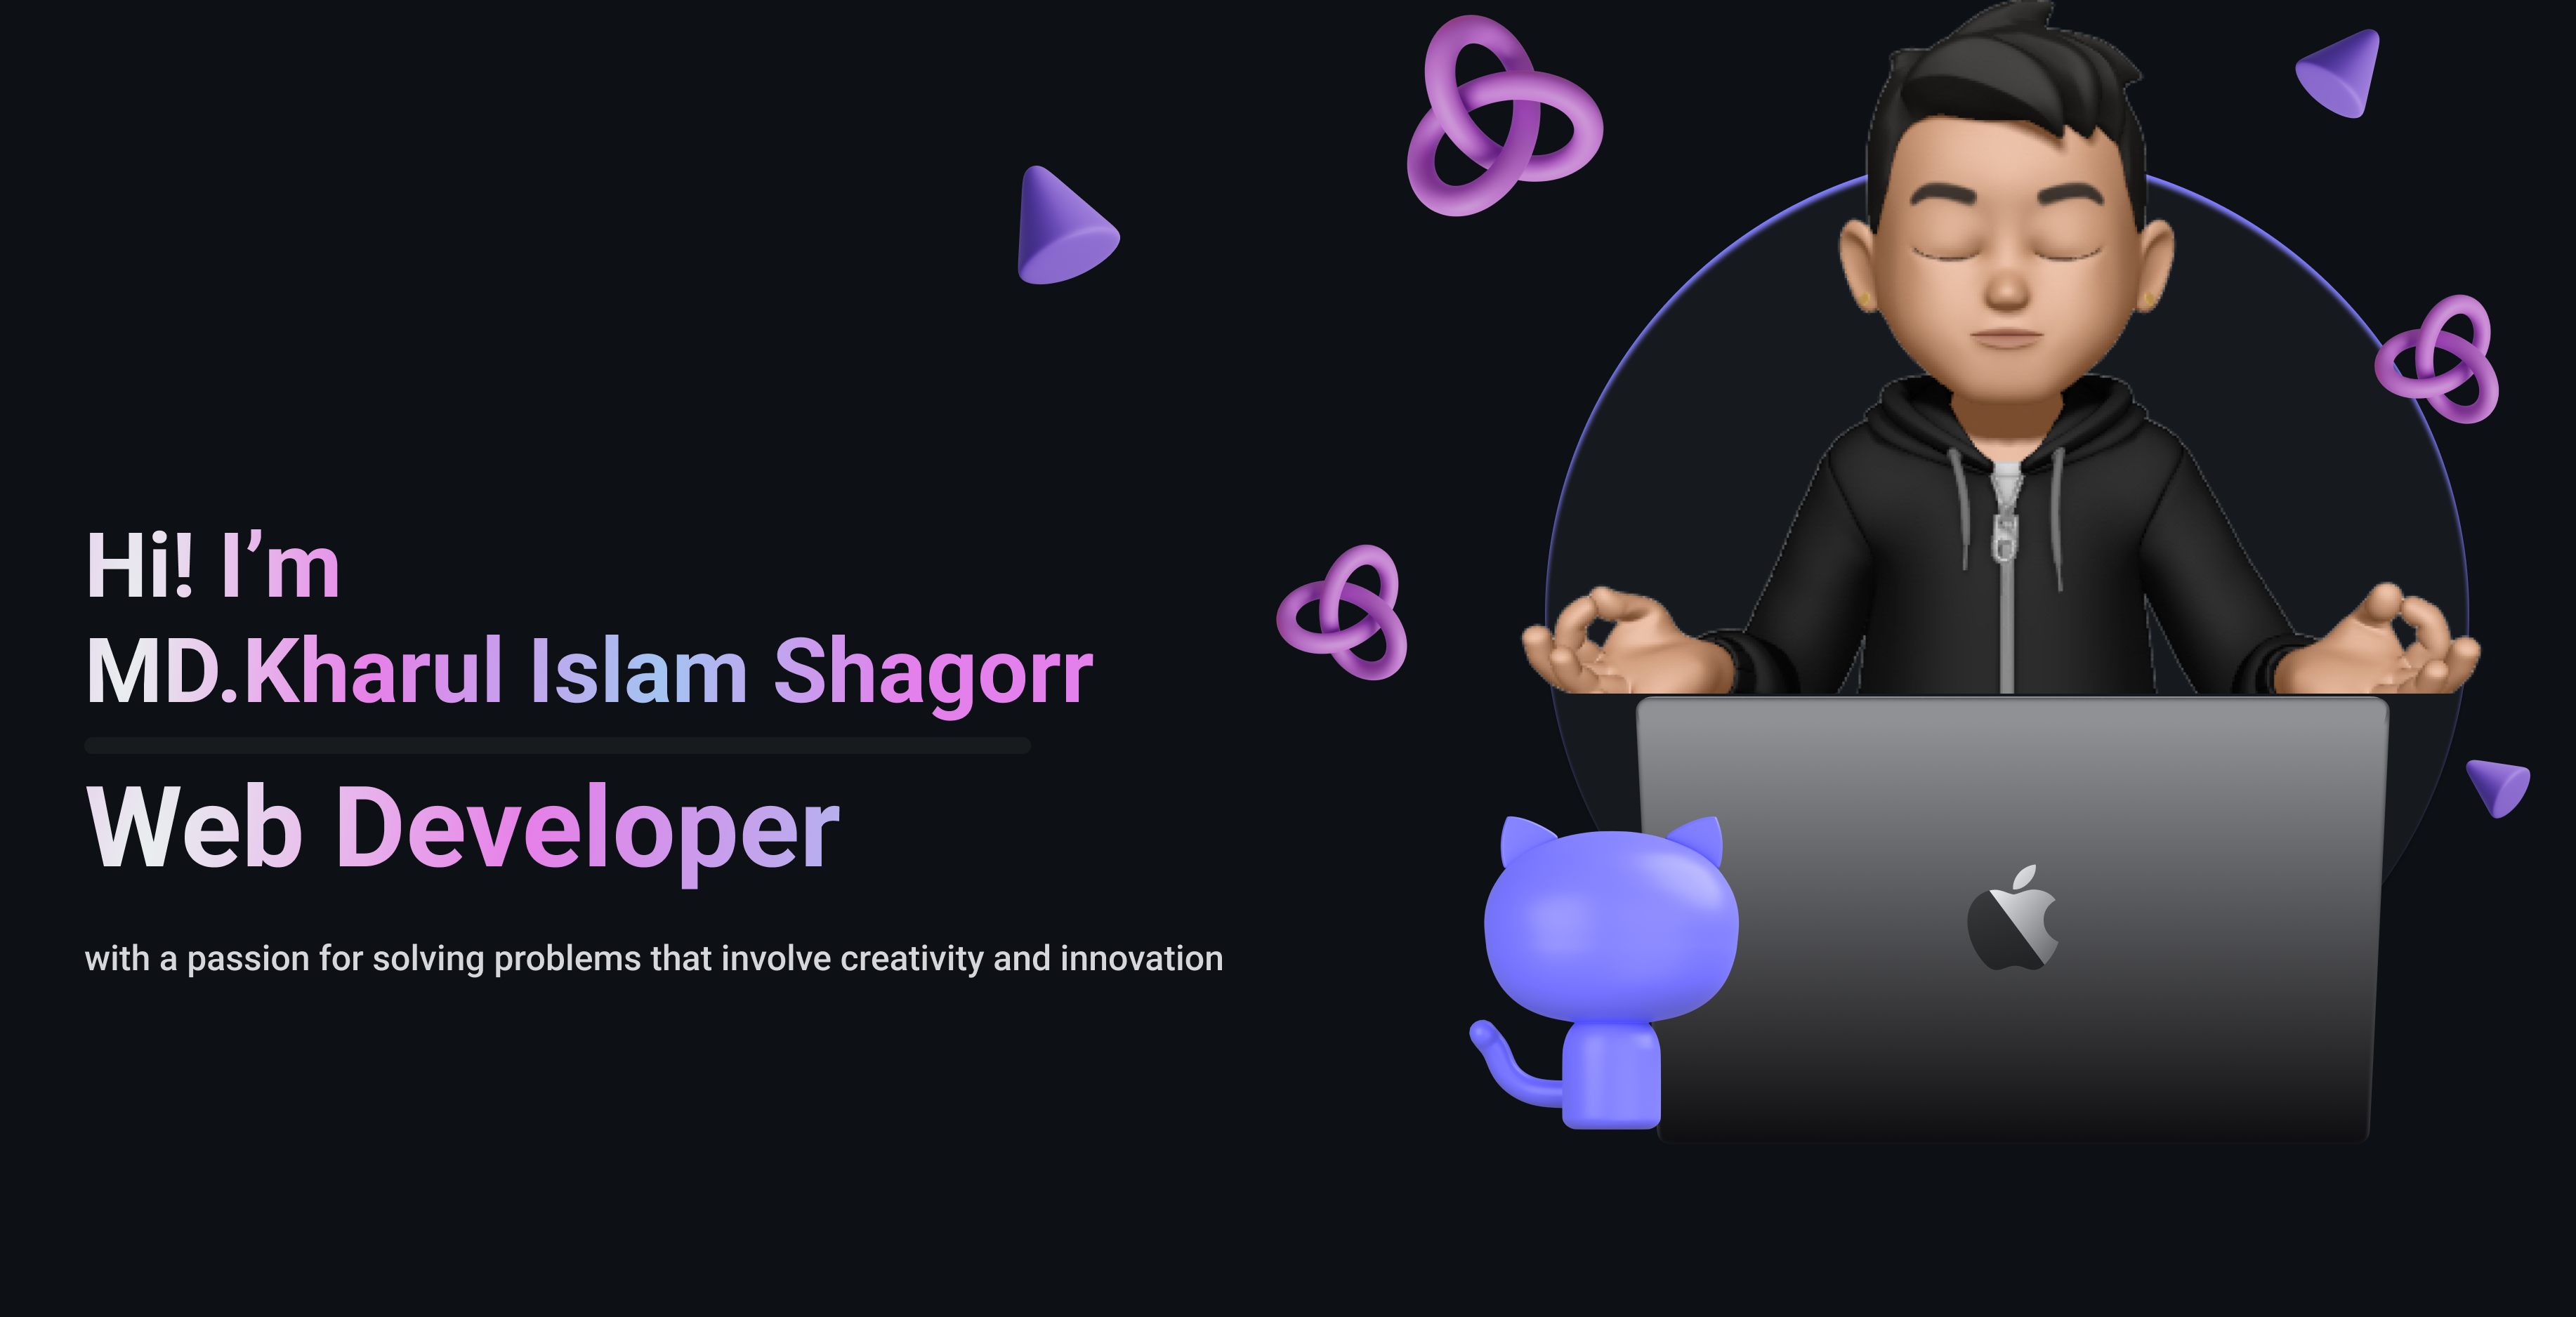 Hi! I’m
MD.Kharul Islam Shagorr
Web Developer
with a passion for solving problems that involve creativity and innovation